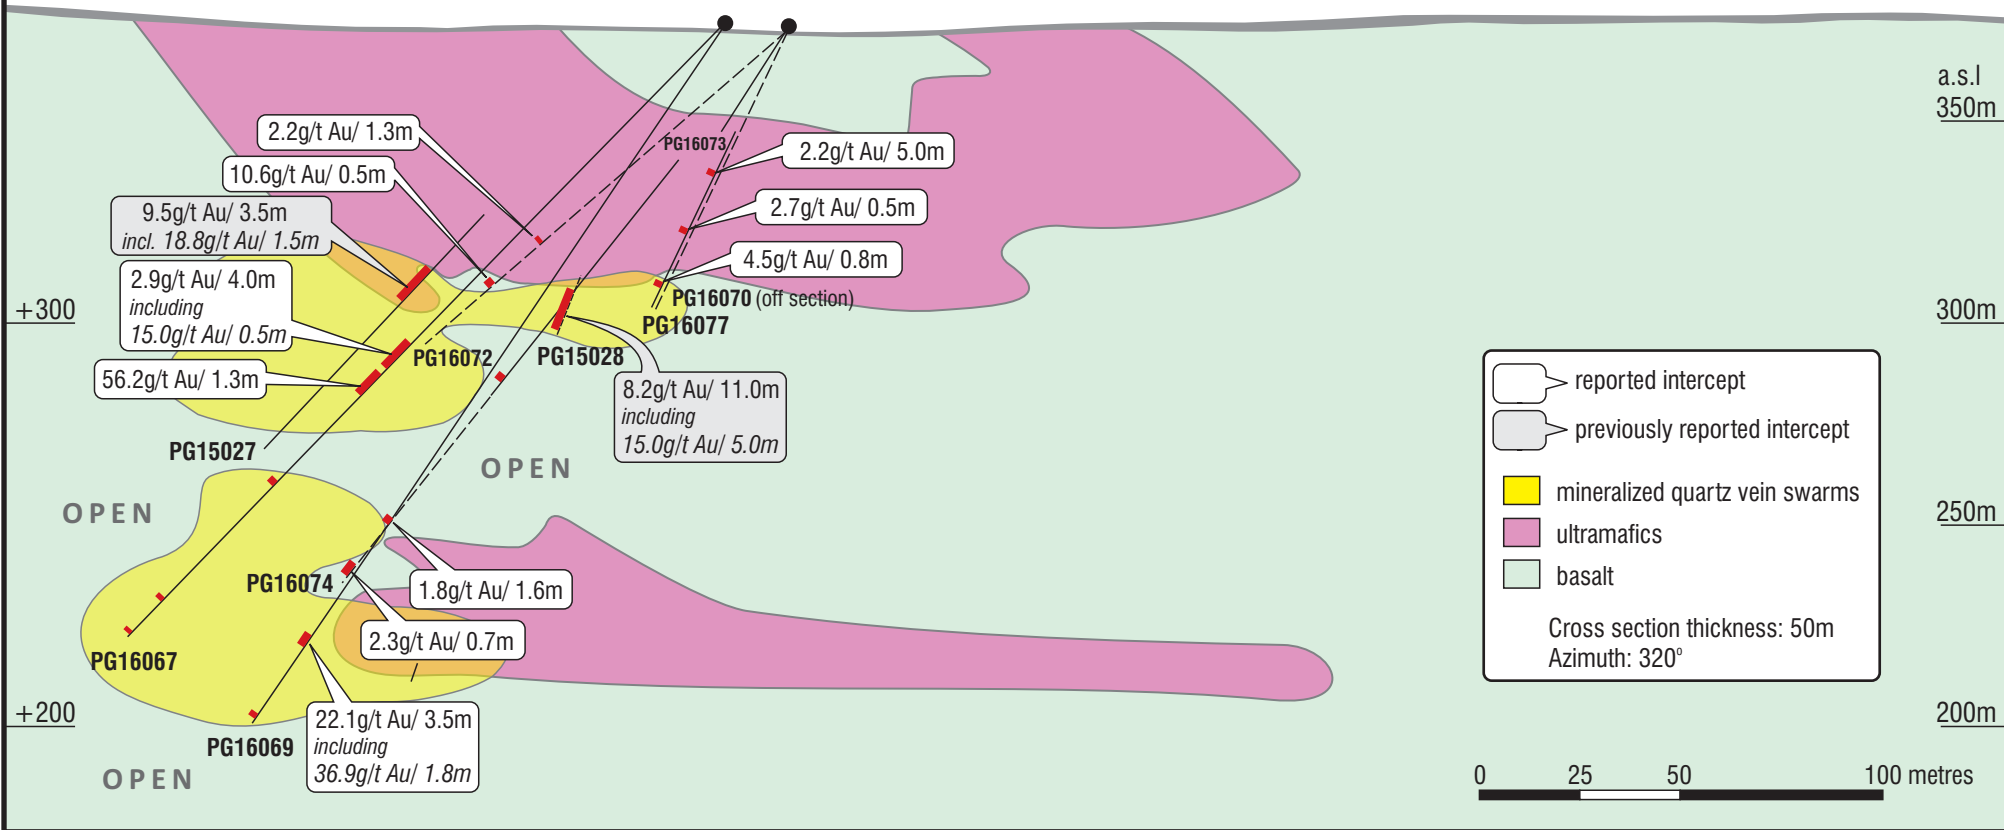 a.s.l
350m
2.2g/t Au/ 1.3m
PG16073
2.2g/t Au/ 5.0m
10.6g/t Au/ 0.5m
9.5g/t Au/ 3.5m
incl. 18.8g/t Au/ 1.5m
2.7g/t Au/ 0.5m
4.5g/t Au/ 0.8m
2.9g/t Au/ 4.0m
including
15.0g/t Au/ 0.5m
PG16070 (off section)
PG16077
+300
300m
PG16072
PG15028
56.2g/t Au/ 1.3m
8.2g/t Au/ 11.0m
including
15.0g/t Au/ 5.0m
PG15027
OPEN
OPEN
250m
PG16074
1.8g/t Au/ 1.6m
2.3g/t Au/ 0.7m
PG16067
+200
200m
22.1g/t Au/ 3.5m
including
36.9g/t Au/ 1.8m
PG16069
OPEN
reported intercept
previously reported intercept
mineralized quartz vein swarms
ultramafics
basalt
Cross section thickness: 50m
Azimuth: 320°
0 25 50 100 metres